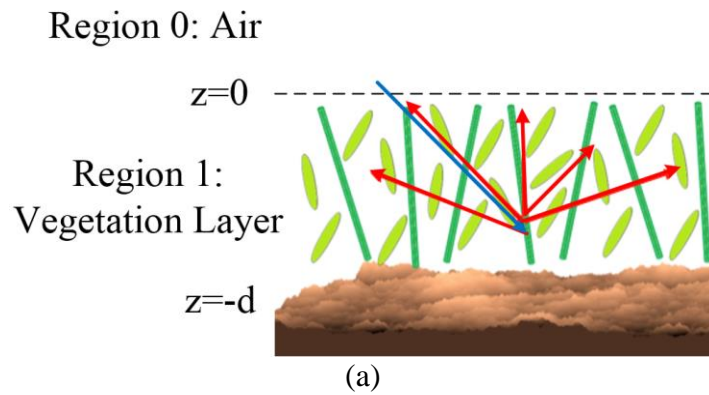 Region 0: Air
z=0
Region 1:
Vegetation Layer
z=-d
(a)